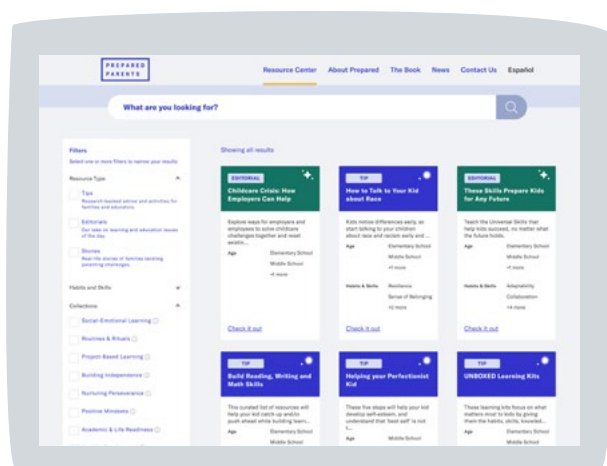 PREPARED
PARENTS
Resource Center About Prepared The Book News Contact Us Español
What are you looking for?
Filters
Select one or more filters to narrow your results
Resource Type
Tips
Research-backed advice and activities for
families and educators.
Editorials
Our take on learning and education issues
of the day.
Stories
Real-life stories of families tackling
parenting challenges.
Habits and Skills
Collections
Social-Emotional Learning
Routines & Rituals
Project-Based Learning
Building Independence
Nurturing Perseverance
Positive Mindsets
Academic & Life Readiness
Showing all results
EDITORIAL
Childcare Crisis: How
Employers Can Help
Explore ways for employers and
employees to solve childcare
challenges together and reset
existin...
Age Elementary School
Middle School
+1 more
Check it out
TIP
How to Talk to Your Kid
about Race
Kids notice differences early, so
start talking to your children
about race and racism early and ...
Age Elementary School
Middle School
+1 more
Habits & Skills Resilience
Sense of Belonging
+2 more
Check it out
EDITORIAL
These Skills Prepare Kids
for Any Future
Teach the Universal Skills that
help kids succeed, no matter what
the future holds.
Age Elementary School
Middle School
+1 more
Habits & Skills Adaptability
Collaboration
+4 more
Check it out
TIP
Build Reading, Writing and
Math Skills
This curated list of resources will
help your kid catch up and/or
push ahead while building learn...
Age Elementary School
Middle School
TIP
Helping your Perfectionist
Kid
These five steps will help your kid
develop self-esteem, and
understand that 'best self' is not
t...
Age Elementary School
Middle School
TIP
UNBOXED Learning Kits
These learning kits focus on what
matters most to kids by giving
them the habits, skills, knowled...
Age Elementary School
Middle School